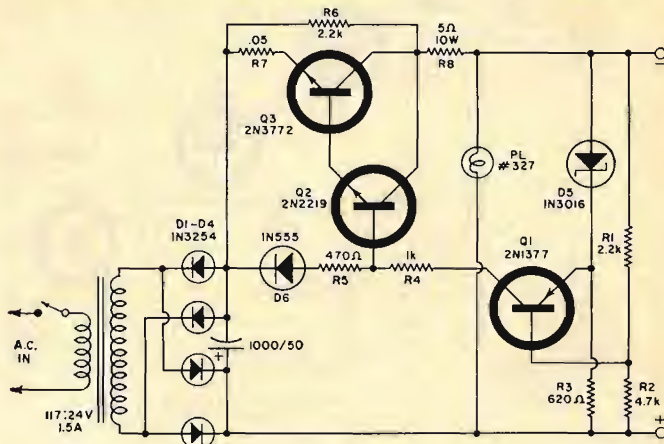 R6
2.2k
.05
R7
5Ω
10W
R8
−
Q3
2N3772
PL
#327
Q2
2N2219
D5
1N3016
D1-D4
1N3254
1N555
D6
470Ω
R5
1k
R4
Q1
2N1377
R1
2.2k
A.C.
IN
+
1000/50
117:24V
1.5A
R3
620Ω
R2
4.7k
+